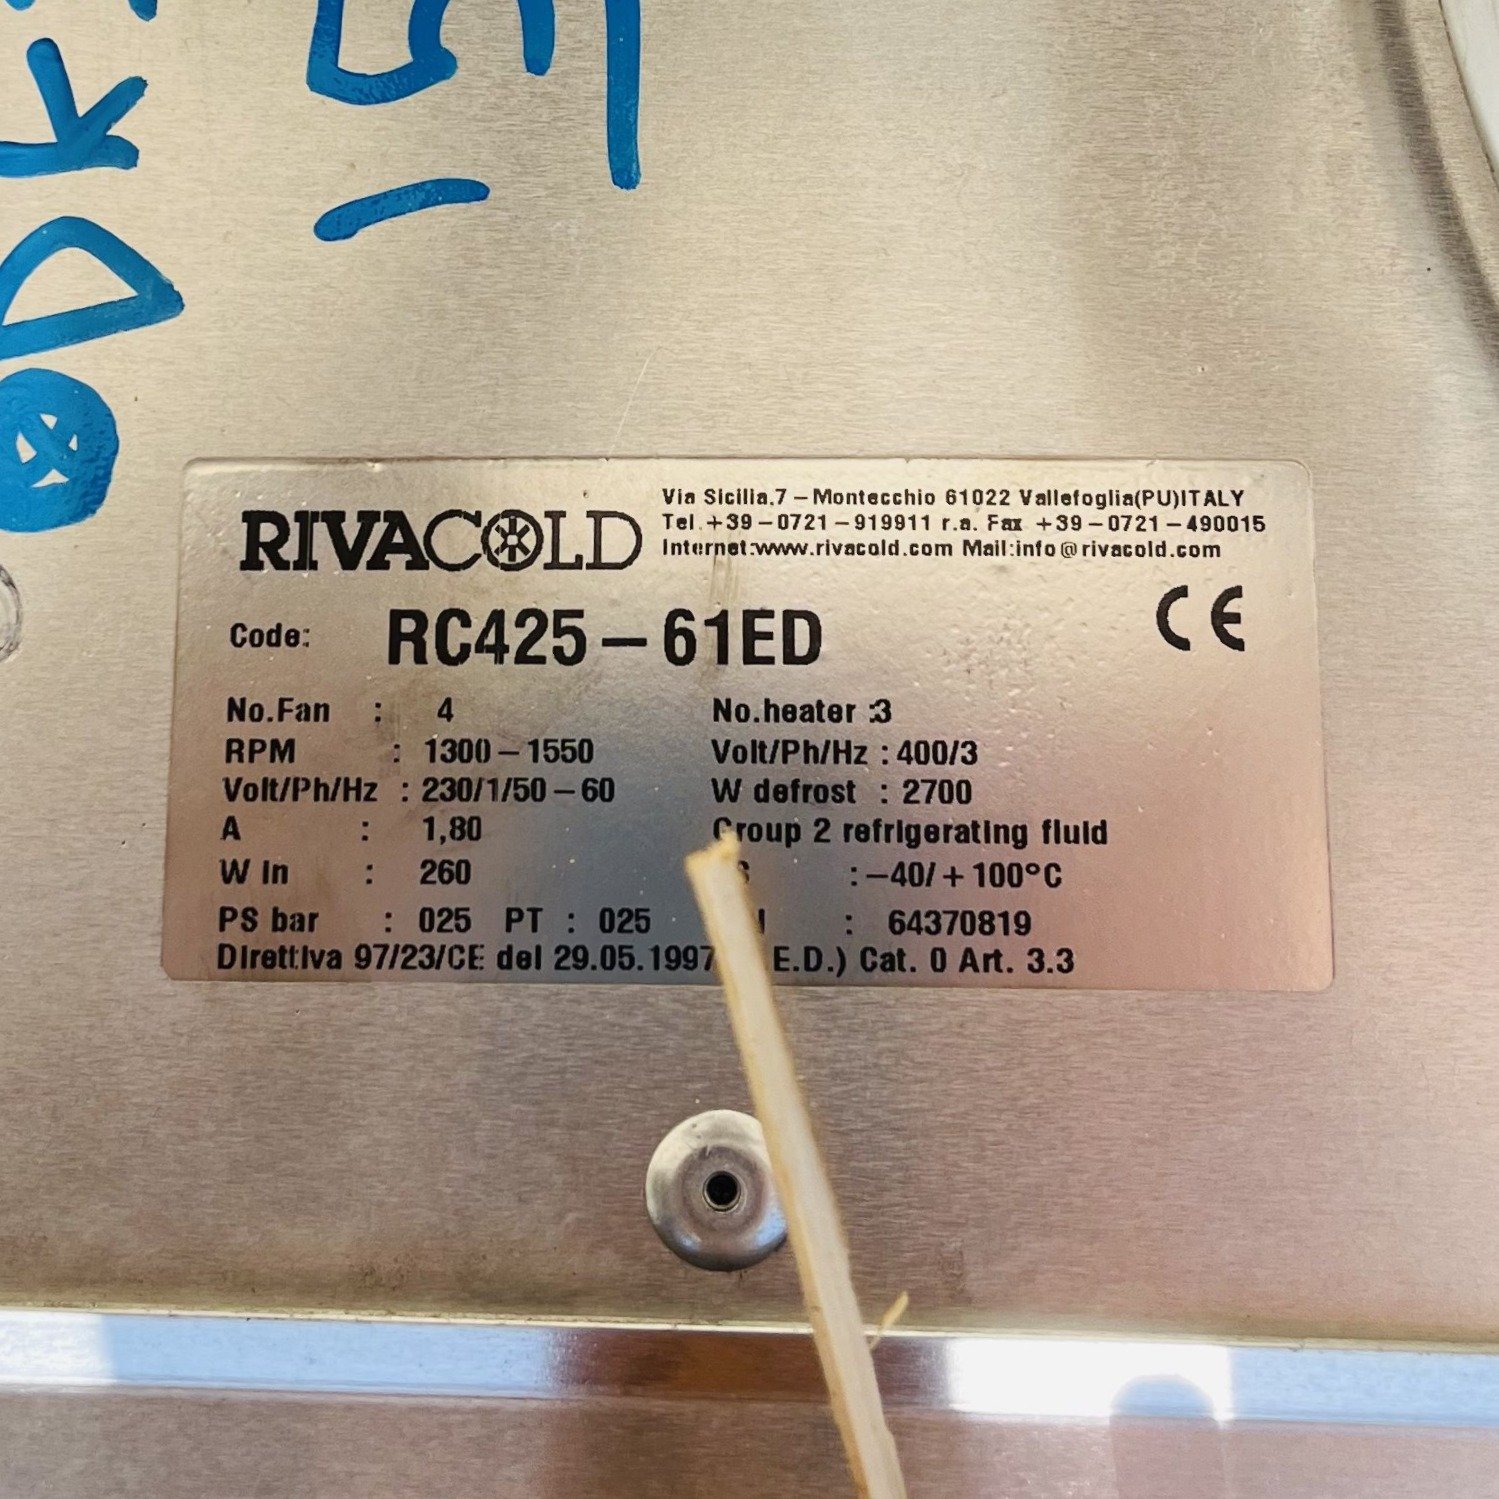 RIVACOLD
Via Sicilia,7 – Montecchio 61022 Vallefoglia(PU)ITALY
Tel.+39–0721–919911 r.a. Fax +39–0721–490015
Internet:www.rivacold.com Mail:info@rivacold.com
CE
Code: RC425–61ED
No.Fan : 4 No.heater :3
RPM : 1300–1550 Volt/Ph/Hz : 400/3
Volt/Ph/Hz : 230/1/50–60 W defrost : 2700
A : 1,80 Group 2 refrigerating fluid
W in : 260 :–40/+100°C
PS bar : 025 PT : 025 : 64370819
Direttiva 97/23/CE del 29.05.1997 E.D.) Cat. 0 Art. 3.3